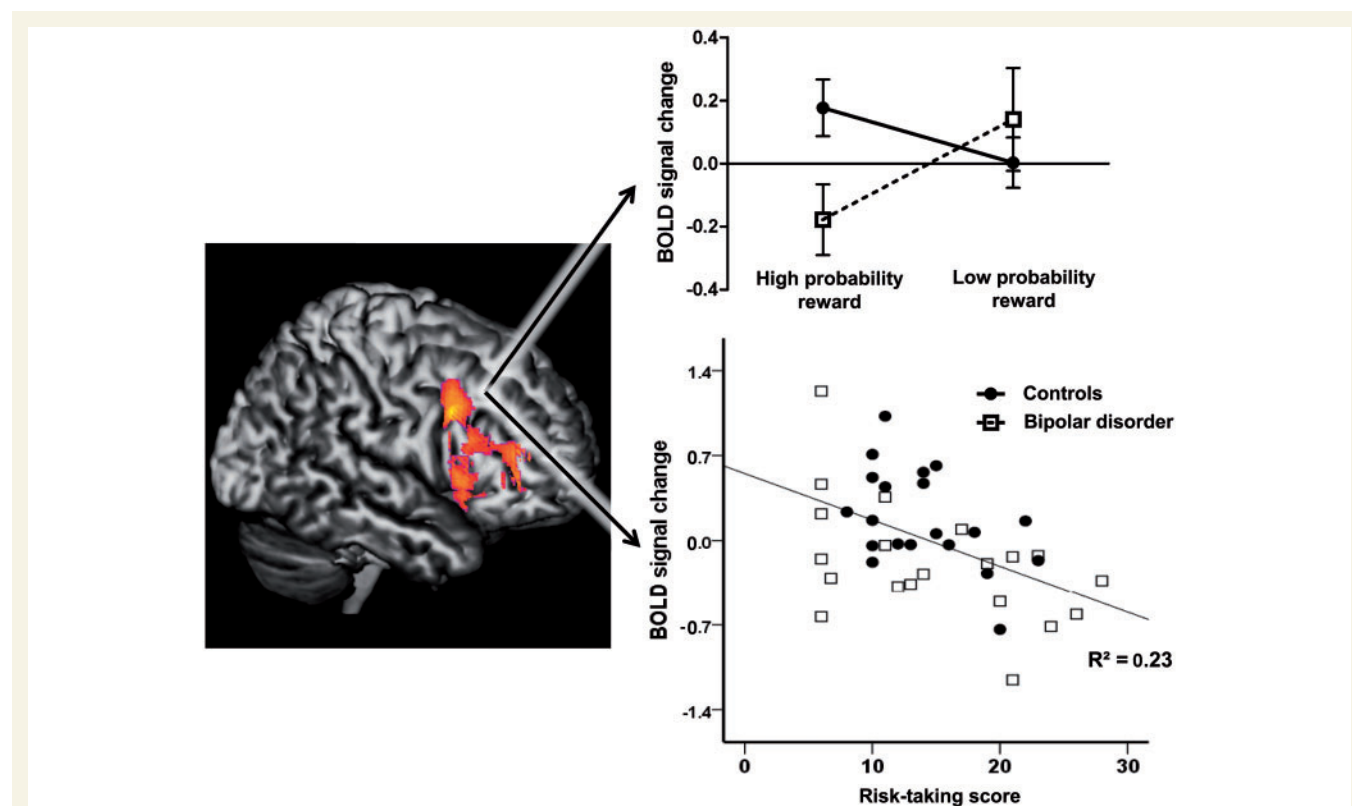 0.4
0.2
0.0
-0.2
-0.4
BOLD signal change
High probability
reward
Low probability
reward
1.4
0.7
0.0
-0.7
-1.4
BOLD signal change
Controls
Bipolar disorder
R² = 0.23
0 10 20 30
Risk-taking score